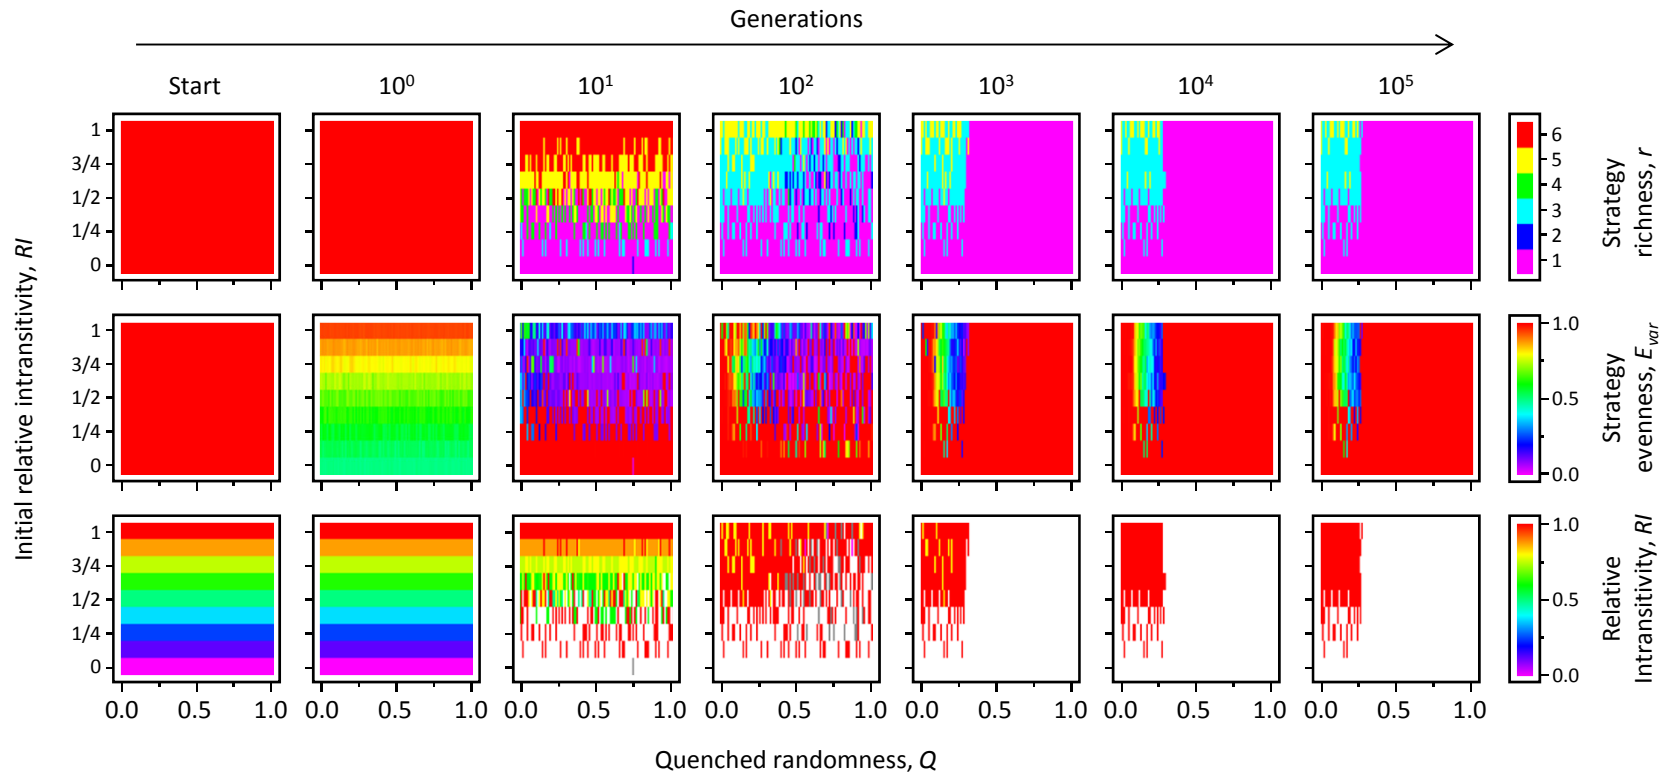 Generations
Start 10⁰ 10¹ 10² 10³ 10⁴ 10⁵
Initial relative intransitivity, RI
1
3/4
1/2
1/4
0
6
5
4
3
2
1
Strategy
richness, r
1
3/4
1/2
1/4
0
1.0
0.5
0.0
Strategy
evenness, Evar
1
3/4
1/2
1/4
0
1.0
0.5
0.0
Relative
Intransitivity, RI
0.0 0.5 1.0 0.0 0.5 1.0 0.0 0.5 1.0 0.0 0.5 1.0 0.0 0.5 1.0 0.0 0.5 1.0 0.0 0.5 1.0
Quenched randomness, Q